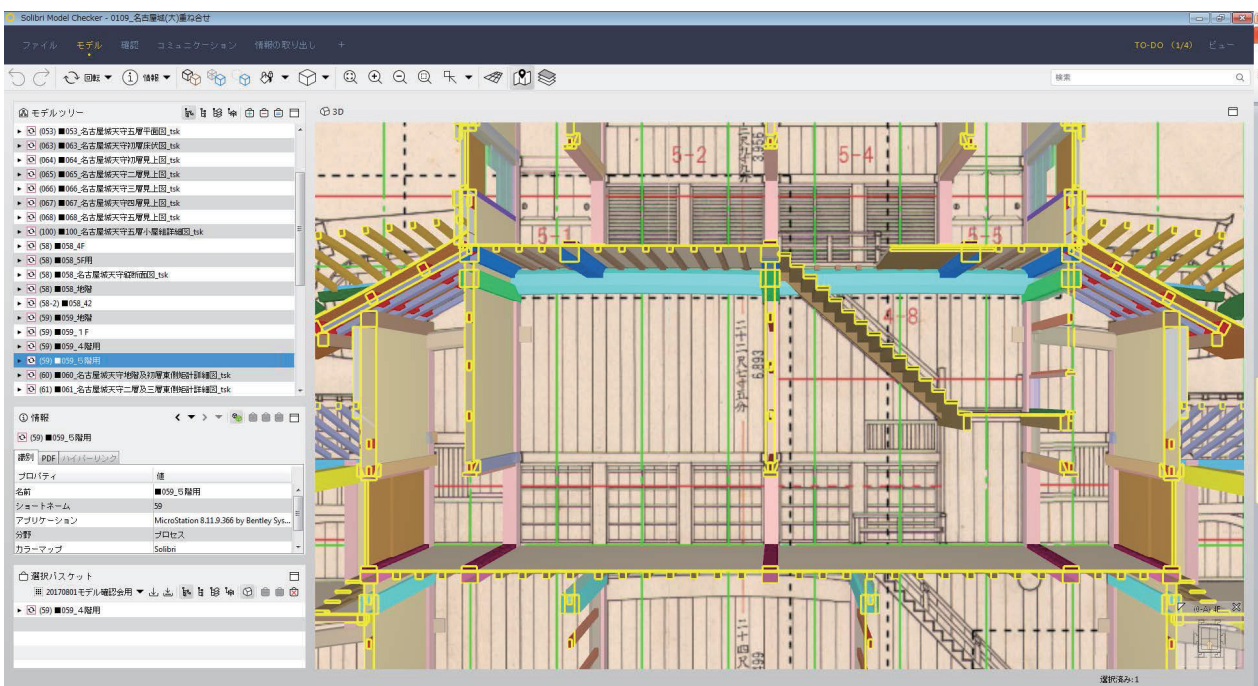 Solibri Model Checker - 0109_名古屋城(大)重ね合せ
ファイル モデル 確認 コミュニケーション 情報の取り出し +
TO-DO (1/4) ビュー
回転 情報
検索
モデルツリー
3D
(053) ■053_名古屋城天守五層平面図_tsk
(063) ■063_名古屋城天守初層床伏図_tsk
(064) ■064_名古屋城天守初層見上図_tsk
(065) ■065_名古屋城天守二層見上図_tsk
(066) ■066_名古屋城天守三層見上図_tsk
(067) ■067_名古屋城天守四層見上図_tsk
(068) ■068_名古屋城天守五層見上図_tsk
(100) ■100_名古屋城天守五層小屋組詳細図_tsk
(58) ■058_4F
(58) ■058_5F用
(58) ■058_名古屋城天守縦断面図_tsk
(58) ■058_地階
(58-2) ■058_42
(59) ■059_地階
(59) ■059_1F
(59) ■059_4階用
(59) ■059_5階用
(60) ■060_名古屋城天守地階及初層東側矩計詳細図_tsk
(61) ■061_名古屋城天守二層及三層東側矩計詳細図_tsk
情報
(59) ■059_5階用
識別 PDF ハイパーリンク
プロパティ 値
名前 ■059_5階用
ショートネーム 59
アプリケーション MicroStation 8.11.9.366 by Bentley Sys...
分野 プロセス
カラーマップ Solibri
選択バスケット
20170801モデル確認会用
(59) ■059_4階用
5-2
3.956
5-4
5-1
5-5
4-8
二十二尺七寸五分
6.893
二十四尺
選択済み:1